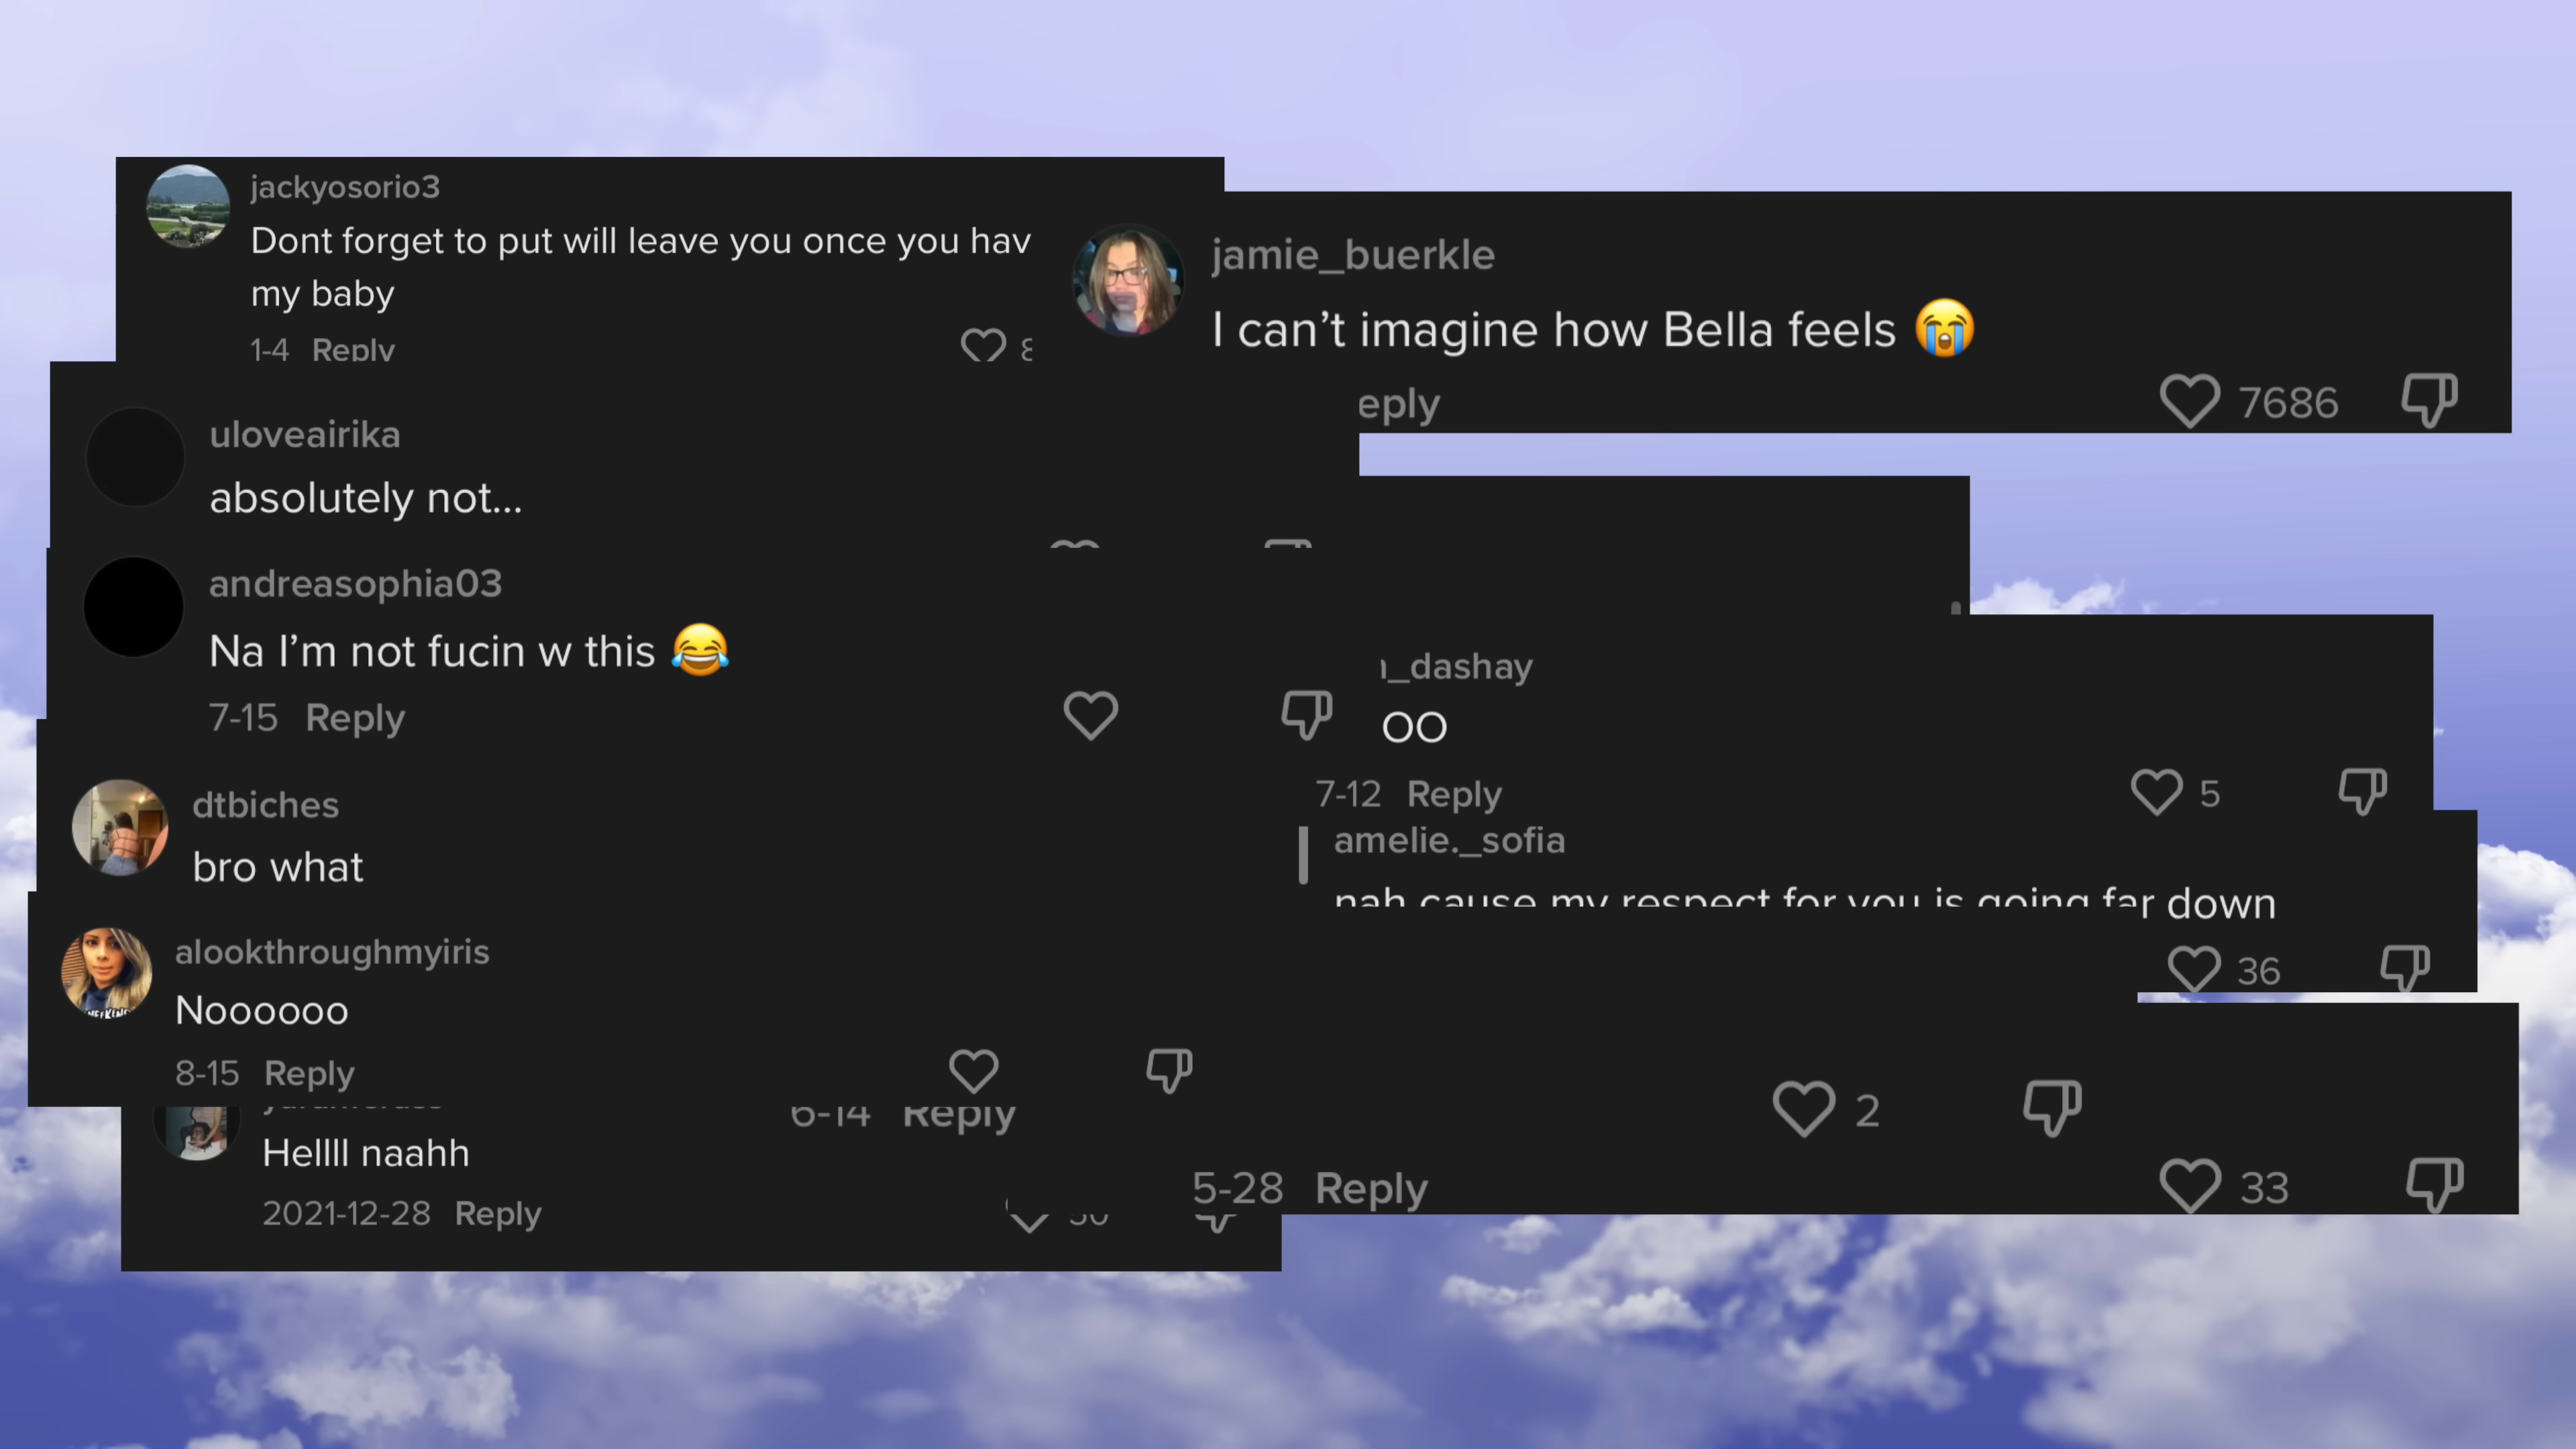 jackyosorio3
Dont forget to put will leave you once you hav
my baby
1-4 Reply
jamie_buerkle
I can't imagine how Bella feels 😭
eply
7686
uloveairika
absolutely not...
andreasophia03
Na I'm not fucin w this 😂
7-15 Reply
_dashay
OO
7-12 Reply
5
dtbiches
bro what
amelie._sofia
nah cause my respect for you is going far down
36
alookthroughmyiris
Noooooo
8-15 Reply
6-14 Reply
2
Hellll naahh
2021-12-28 Reply
5-28 Reply
33